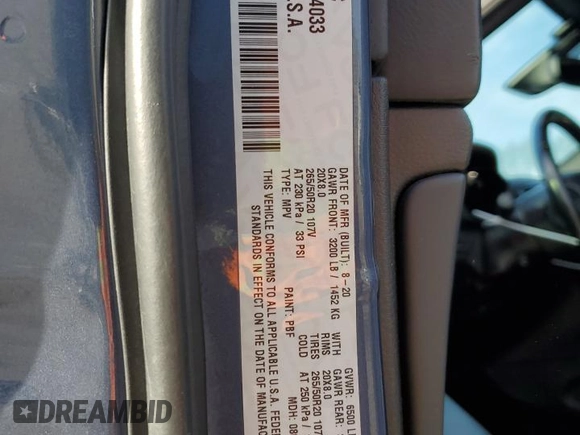 4033
.S.A.
DATE OF MFR (BUILT): 8-20 GVWR: 6500 L
GAWR FRONT: 3200 LB / 1452 KG WITH GAWR REAR:
20X8.0 RIMS 20X8.0
265/50R20 107V TIRES 265/50R20 107
AT 230 kPa / 33 PSI COLD AT 250 kPa
THIS VEHICLE CONFORMS TO ALL APPLICABLE U.S.A. FEDE
STANDARDS IN EFFECT ON THE DATE OF MANUFAC
TYPE: MPV PAINT: PBF MDH: 08
AUTOBIDMASTER